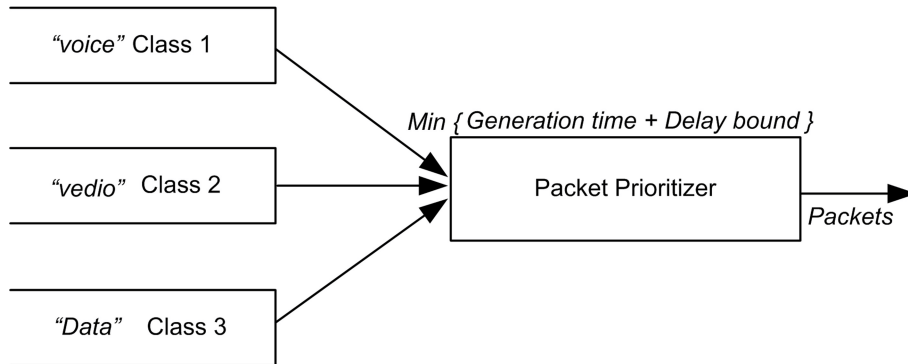 “voice” Class 1
Min { Generation time + Delay bound }
“vedio” Class 2
Packet Prioritizer
Packets
“Data” Class 3